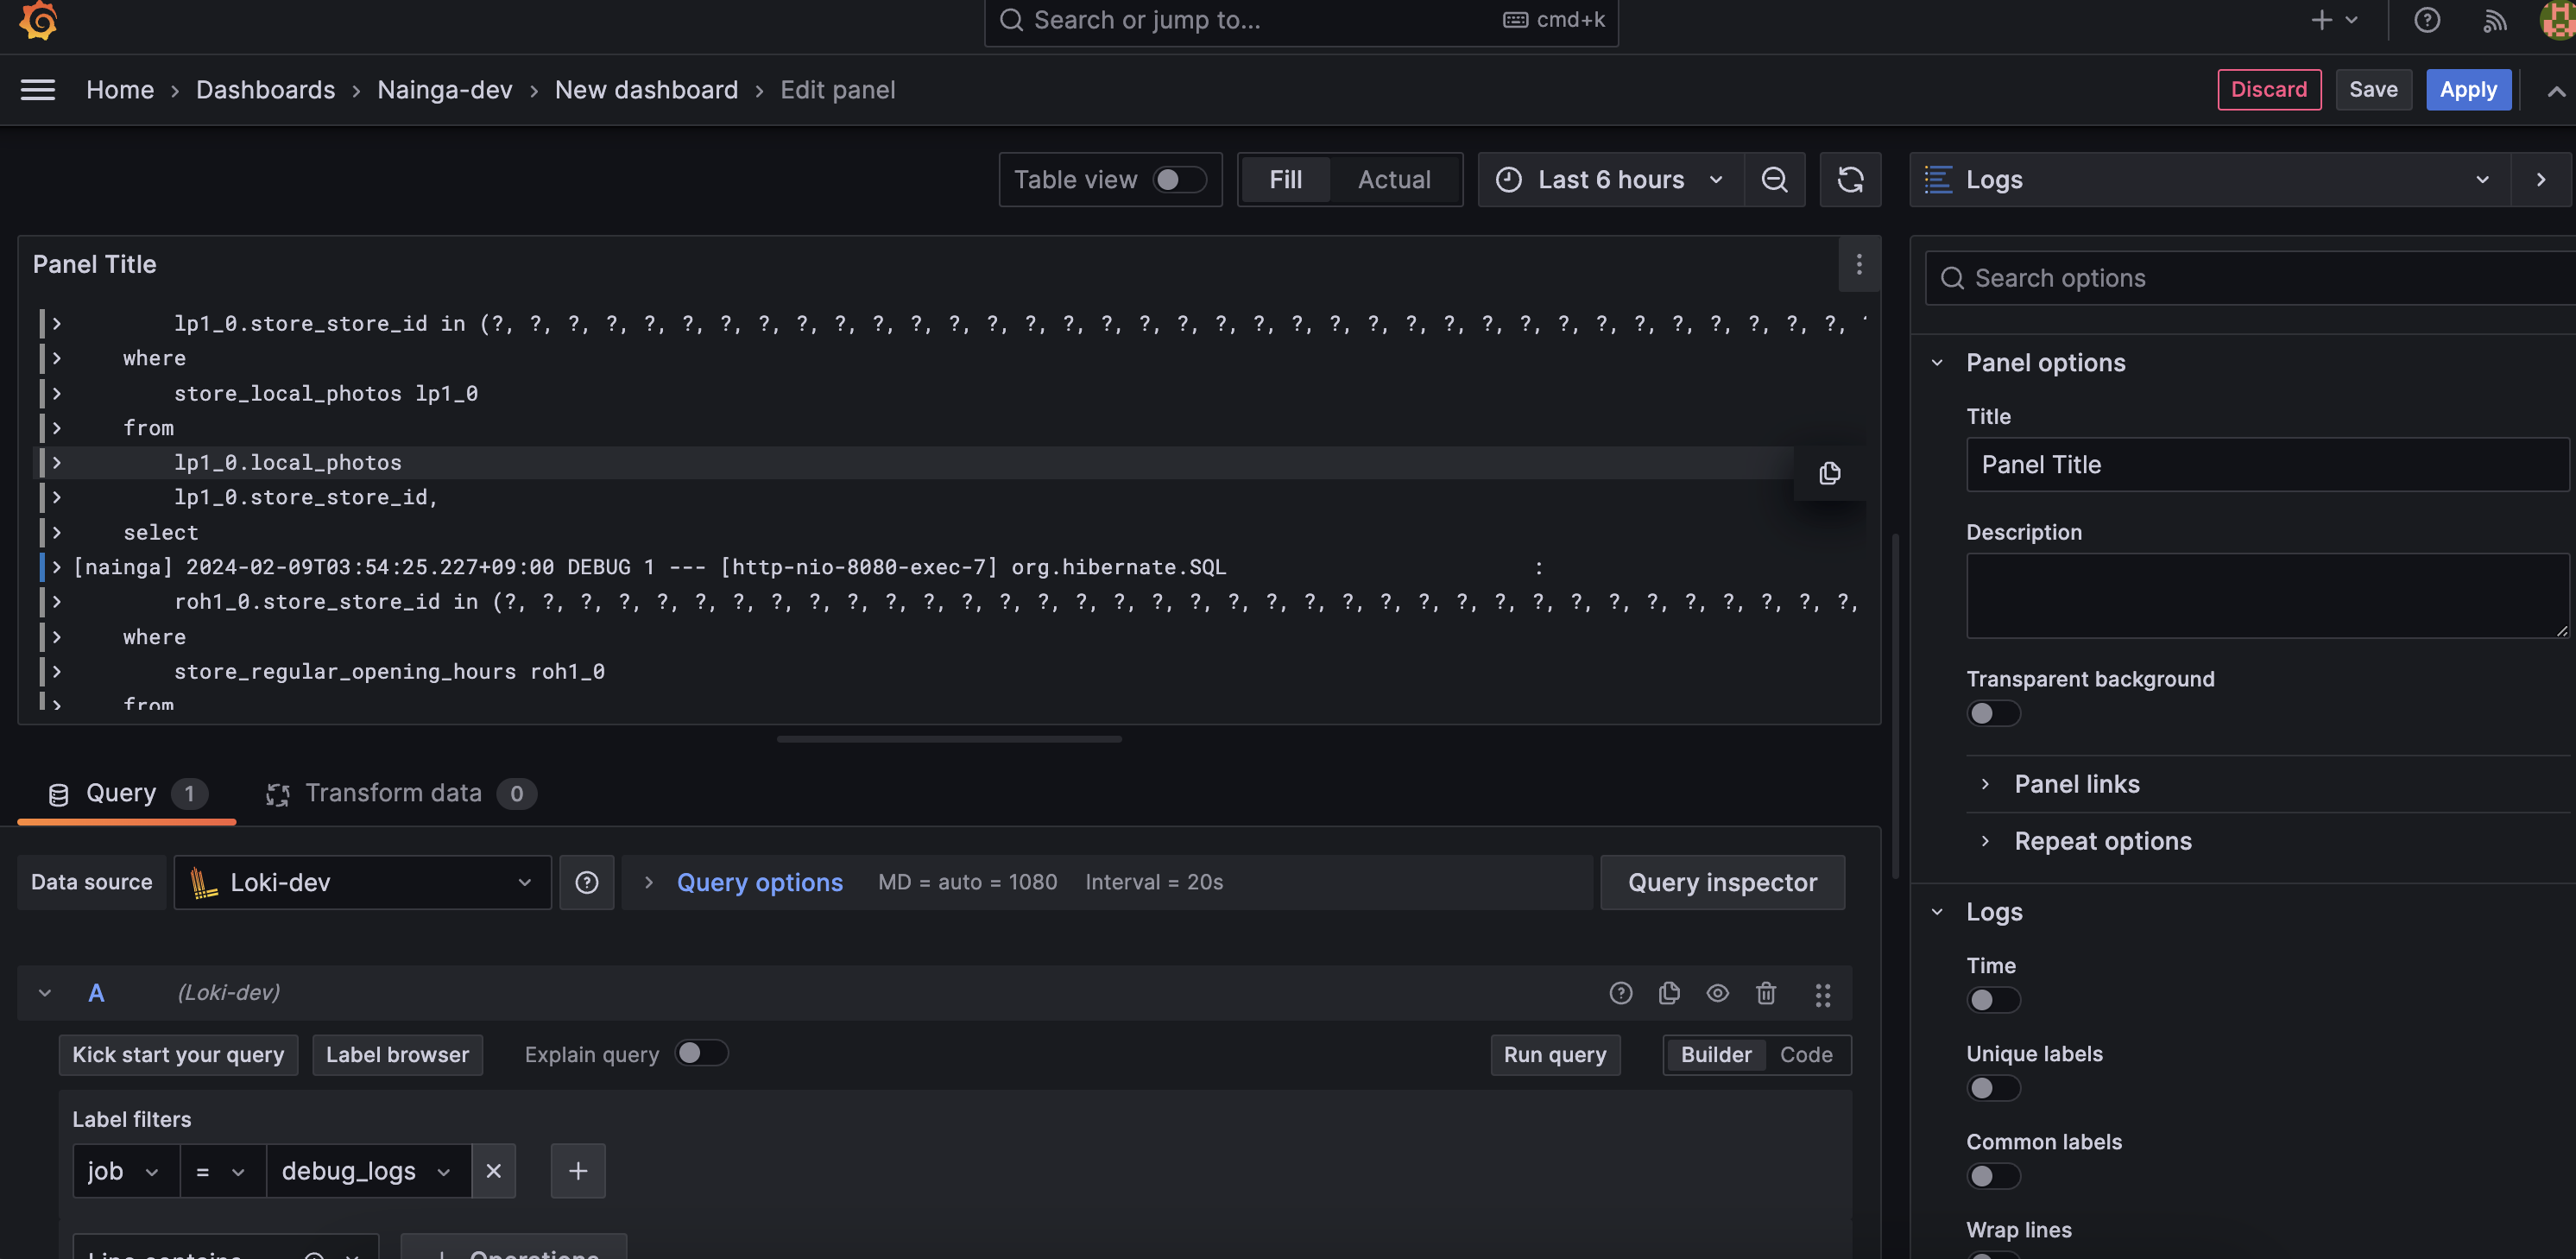 Search or jump to... cmd+k
Home › Dashboards › Nainga-dev › New dashboard › Edit panel
Discard Save Apply
Table view Fill Actual Last 6 hours
Logs
Panel Title
lp1_0.store_store_id in (?, ?, ?, ?, ?, ?, ?, ?, ?, ?, ?, ?, ?, ?, ?, ?, ?, ?, ?, ?, ?, ?, ?, ?, ?, ?, ?, ?, ?, ?, ?, ?, ?, ?, ?, ?,
where
store_local_photos lp1_0
from
lp1_0.local_photos
lp1_0.store_store_id,
select
[nainga] 2024-02-09T03:54:25.227+09:00 DEBUG 1 --- [http-nio-8080-exec-7] org.hibernate.SQL :
roh1_0.store_store_id in (?, ?, ?, ?, ?, ?, ?, ?, ?, ?, ?, ?, ?, ?, ?, ?, ?, ?, ?, ?, ?, ?, ?, ?, ?, ?, ?, ?, ?, ?, ?, ?, ?, ?, ?, ?,
where
store_regular_opening_hours roh1_0
from
Query 1 Transform data 0
Data source Loki-dev Query options MD = auto = 1080 Interval = 20s Query inspector
A (Loki-dev)
Kick start your query Label browser Explain query Run query Builder Code
Label filters
job = debug_logs
Line contains Operations
Search options
Panel options
Title
Panel Title
Description
Transparent background
Panel links
Repeat options
Logs
Time
Unique labels
Common labels
Wrap lines